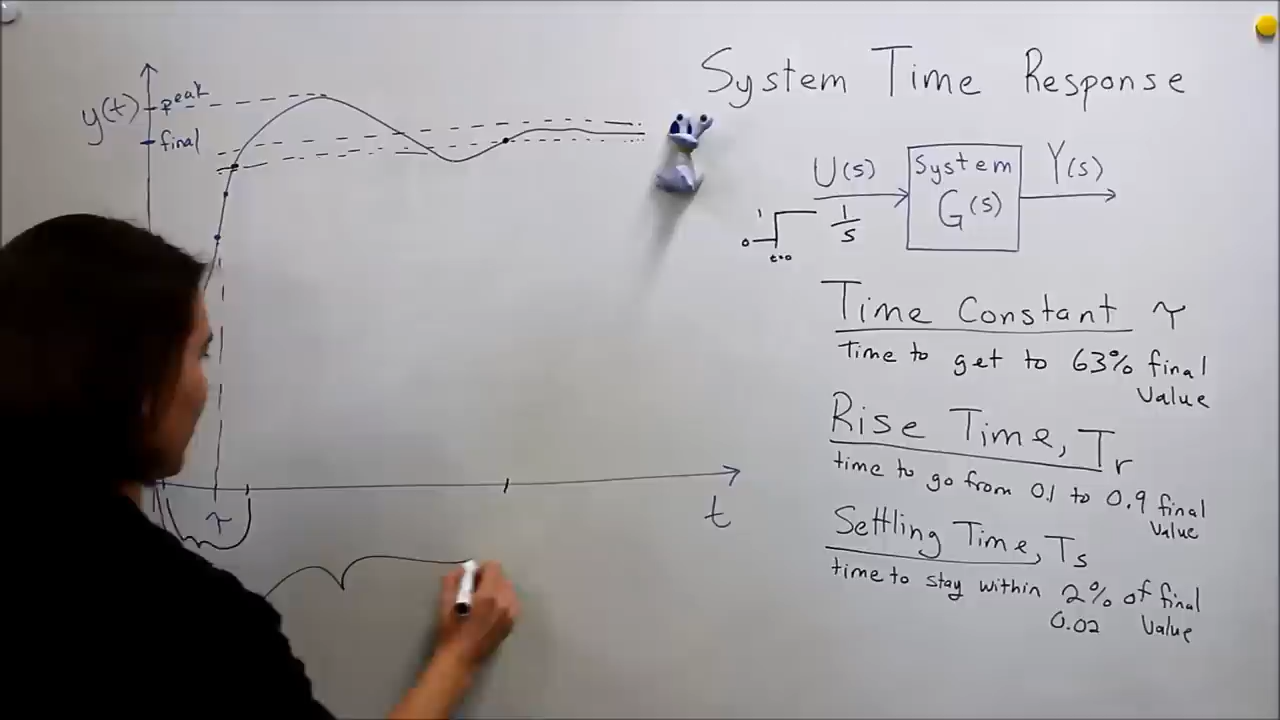 System Time Response
y(t)
peak
final
U(s)
1/s
1
0
t=0
System
G(s)
Y(s)
Time Constant τ
Time to get to 63% final
Value
Rise Time, Tr
time to go from 0.1 to 0.9 final
Value
Settling Time, Ts
time to stay within 2% of final
0.02 Value
τ
t